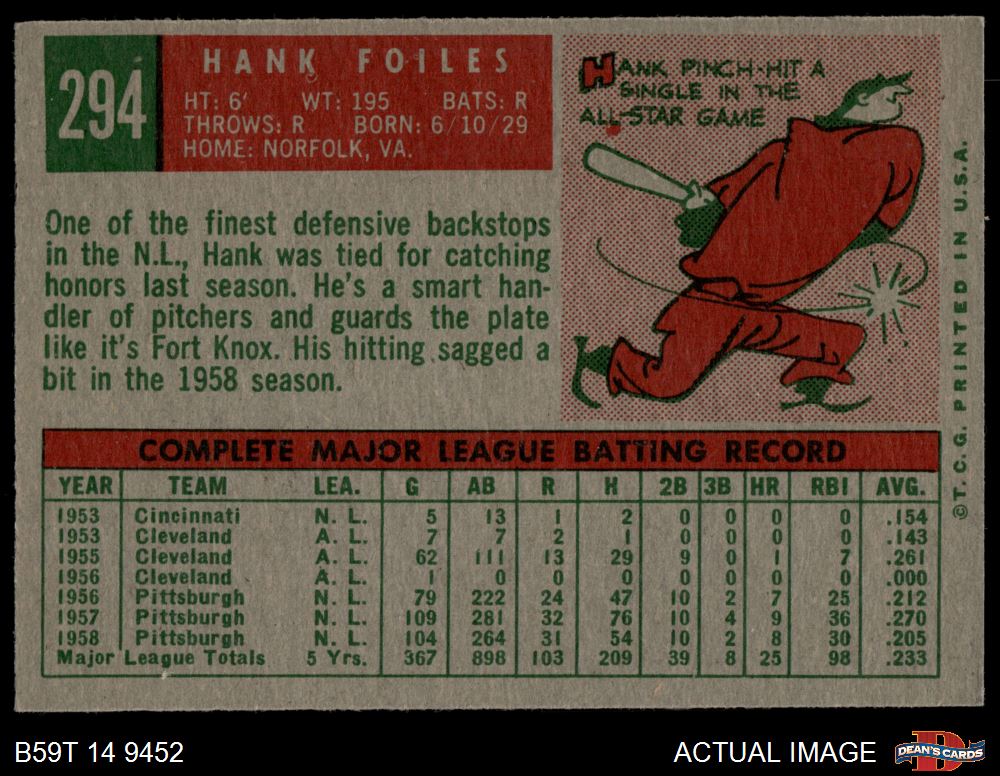 294
HANK FOILES
HT: 6' WT: 195 BATS: R
THROWS: R BORN: 6/10/29
HOME: NORFOLK, VA.
HANK PINCH-HIT A
SINGLE IN THE
ALL-STAR GAME
One of the finest defensive backstops
in the N.L., Hank was tied for catching
honors last season. He's a smart han-
dler of pitchers and guards the plate
like it's Fort Knox. His hitting sagged a
bit in the 1958 season.
©T.C.G. PRINTED IN U.S.A.
COMPLETE MAJOR LEAGUE BATTING RECORD
YEAR TEAM LEA. G AB R H 2B 3B HR RBI AVG.
1953 Cincinnati N. L. 5 13 1 2 0 0 0 0 .154
1953 Cleveland A. L. 7 7 2 1 0 0 0 0 .143
1955 Cleveland A. L. 62 111 13 29 9 0 1 7 .261
1956 Cleveland A. L. 1 0 0 0 0 0 0 0 .000
1956 Pittsburgh N. L. 79 222 24 47 10 2 7 25 .212
1957 Pittsburgh N. L. 109 281 32 76 10 4 9 36 .270
1958 Pittsburgh N. L. 104 264 31 54 10 2 8 30 .205
Major League Totals 5 Yrs. 367 898 103 209 39 8 25 98 .233
B59T 14 9452
ACTUAL IMAGE
D
DEAN'S CARDS